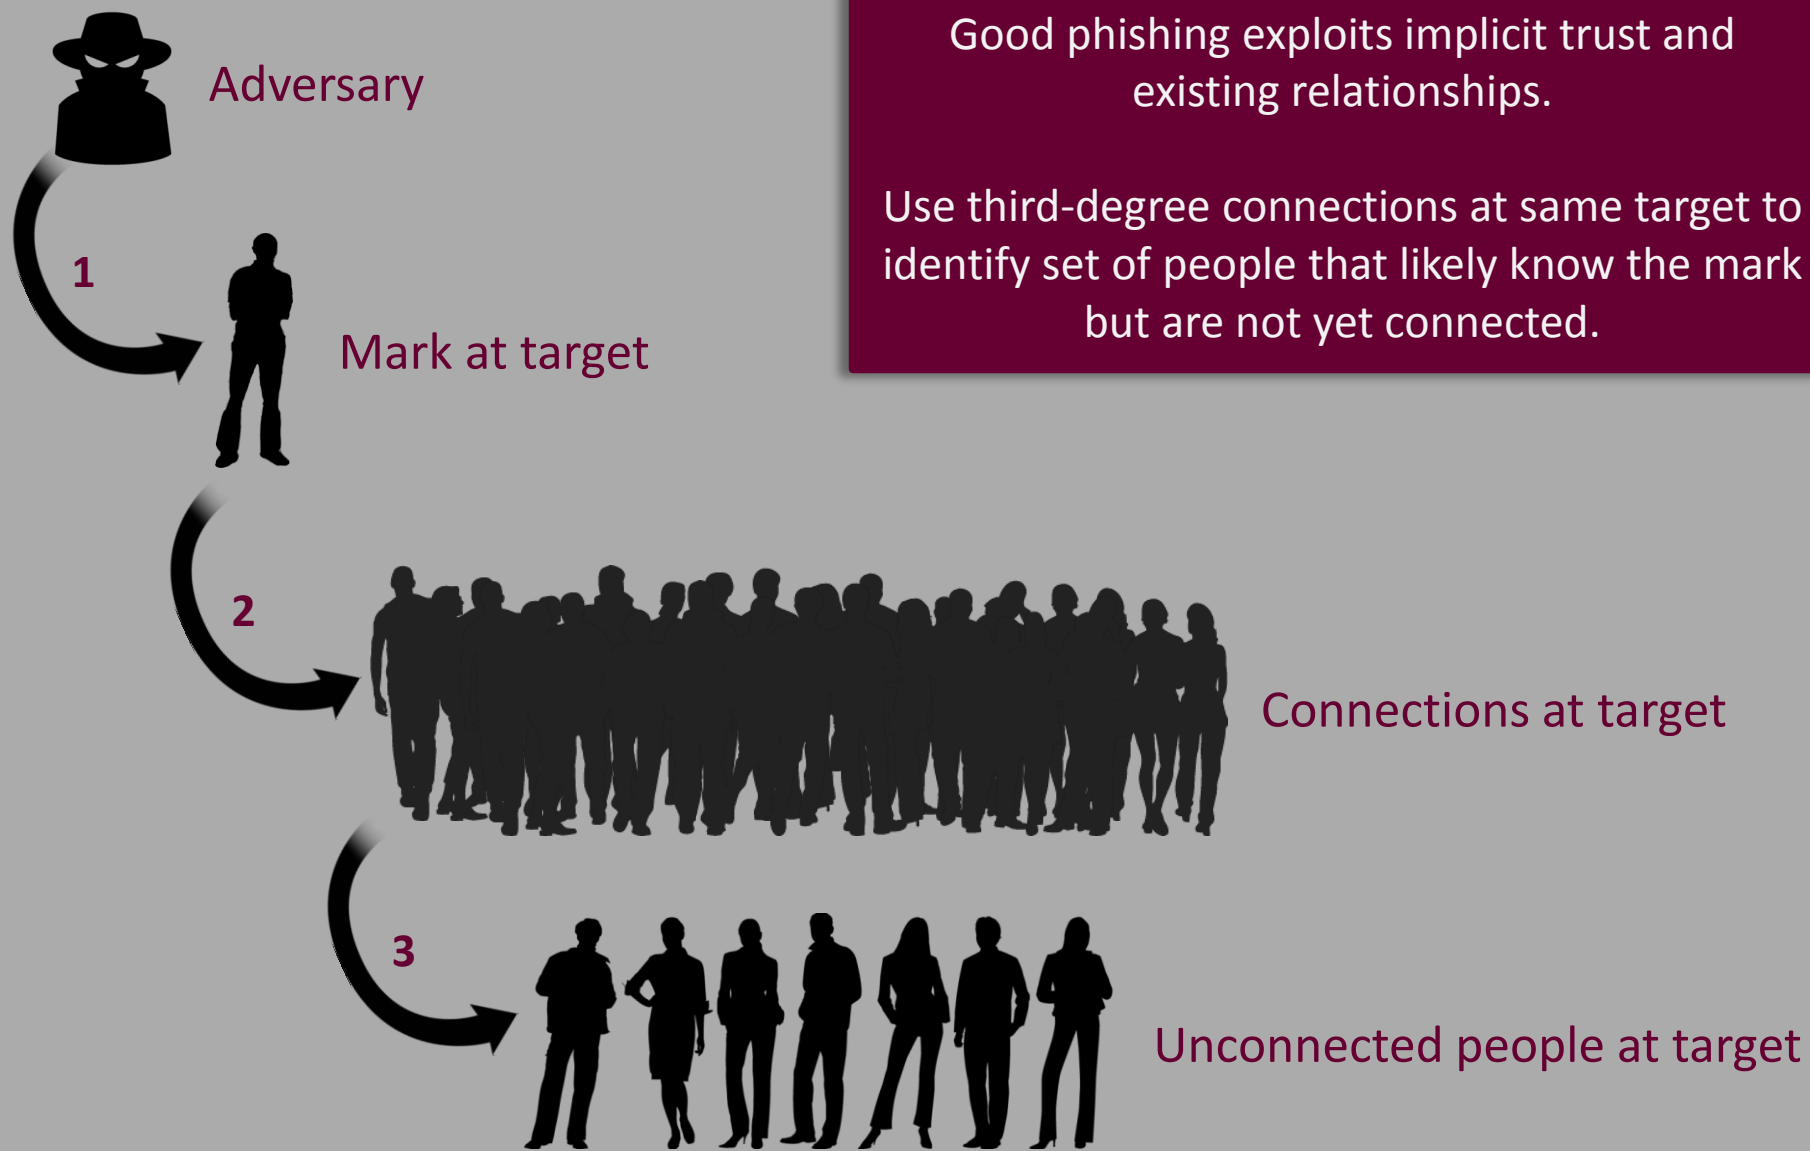 Adversary
Good phishing exploits implicit trust and
existing relationships.
Use third-degree connections at same target to
identify set of people that likely know the mark
but are not yet connected.
1
Mark at target
2
Connections at target
3
Unconnected people at target